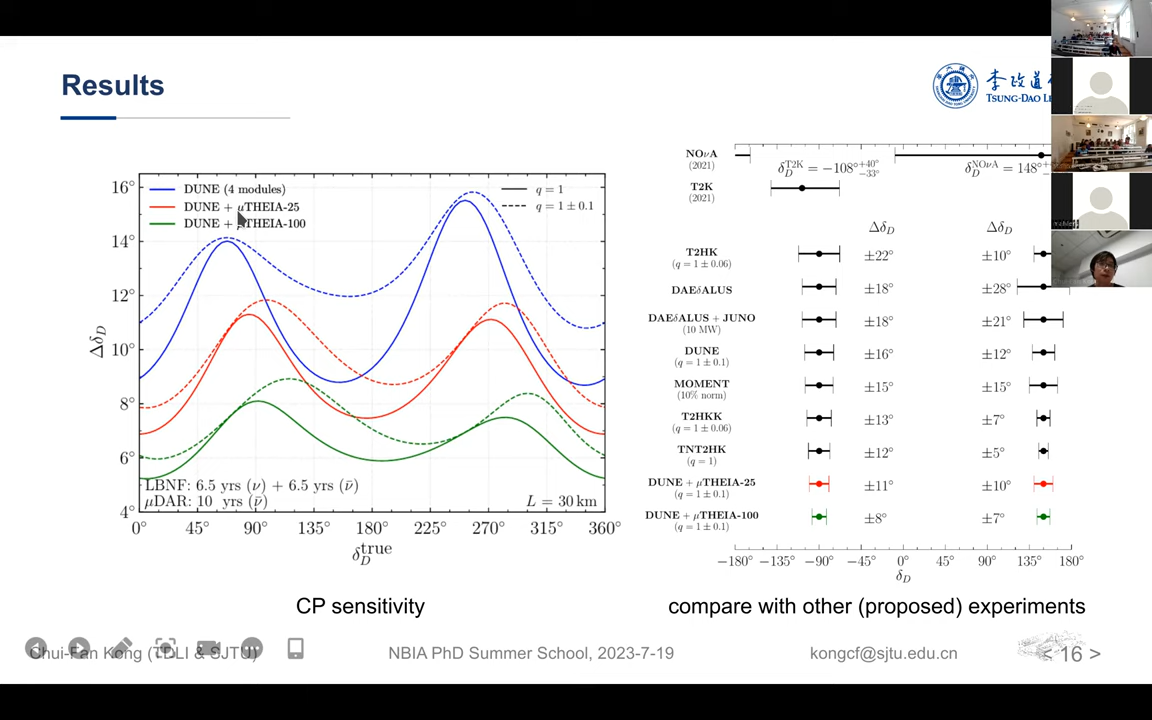 Results
李政道
TSUNG-DAO LE
16°
14°
12°
10°
8°
6°
4°
Δδ_D
DUNE (4 modules)
DUNE + μTHEIA-25
DUNE + μTHEIA-100
q = 1
q = 1 ± 0.1
LBNF: 6.5 yrs (ν) + 6.5 yrs (ν̄)
μDAR: 10 yrs (ν̄)
L = 30 km
0° 45° 90° 135° 180° 225° 270° 315° 360°
δ_D^true
CP sensitivity
NOνA
(2021)
δ_D^T2K = −108°^{+40°}_{−33°}
δ_D^NOνA = 148°
T2K
(2021)
Δδ_D Δδ_D
T2HK ±22° ±10°
(q = 1 ± 0.06)
DAEδALUS ±18° ±28°
DAEδALUS + JUNO ±18° ±21°
(10 MW)
DUNE ±16° ±12°
(q = 1 ± 0.1)
MOMENT ±15° ±15°
(10% norm)
T2HKK ±13° ±7°
(q = 1 ± 0.06)
TNT2HK ±12° ±5°
(q = 1)
DUNE + μTHEIA-25 ±11° ±10°
(q = 1 ± 0.1)
DUNE + μTHEIA-100 ±8° ±7°
(q = 1 ± 0.1)
−180° −135° −90° −45° 0° 45° 90° 135° 180°
δ_D
compare with other (proposed) experiments
Chui-Fan Kong (TDLI & SJTU)
NBIA PhD Summer School, 2023-7-19
kongcf@sjtu.edu.cn
< 16 >